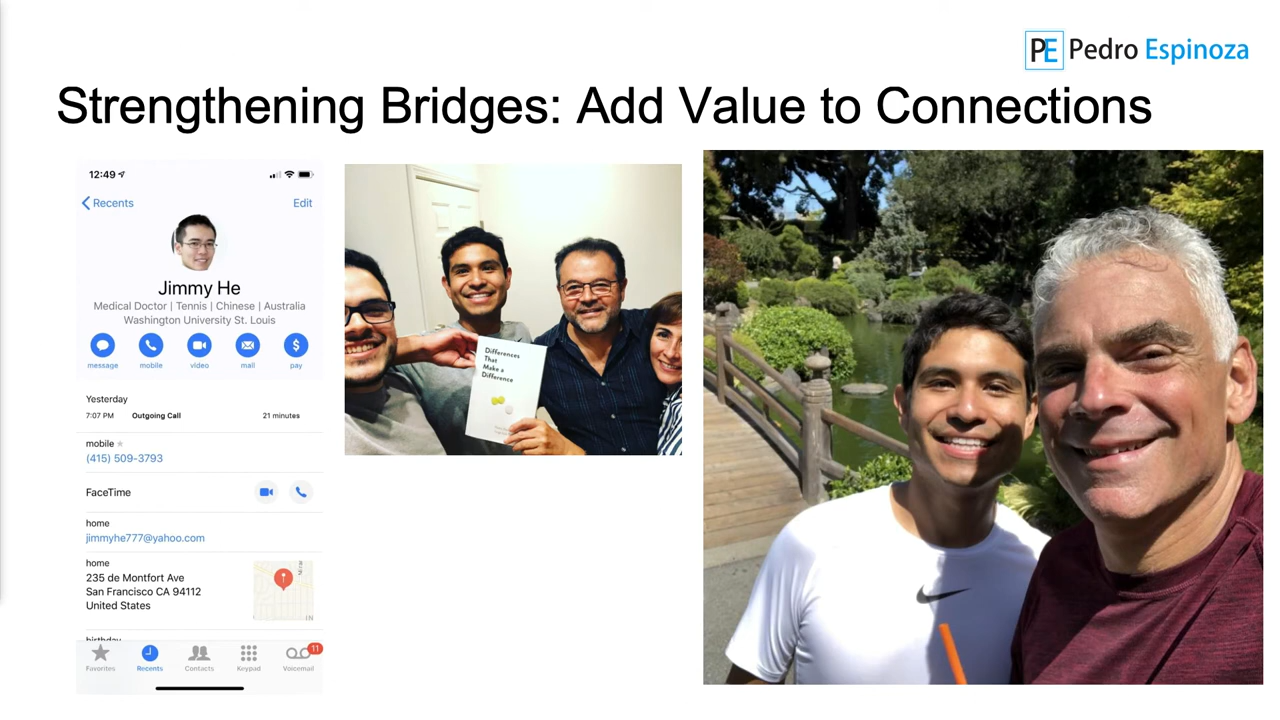 PE Pedro Espinoza
Strengthening Bridges: Add Value to Connections
12:49
Recents
Edit
Jimmy He
Medical Doctor | Tennis | Chinese | Australia
Washington University St. Louis
message mobile video mail pay
Yesterday
7:07 PM Outgoing Call 21 minutes
mobile
(415) 509-3793
FaceTime
home
jimmyhe777@yahoo.com
home
235 de Montfort Ave
San Francisco CA 94112
United States
birthday
Favorites Recents Contacts Keypad Voicemail
11
Differences
That
Make a
Difference